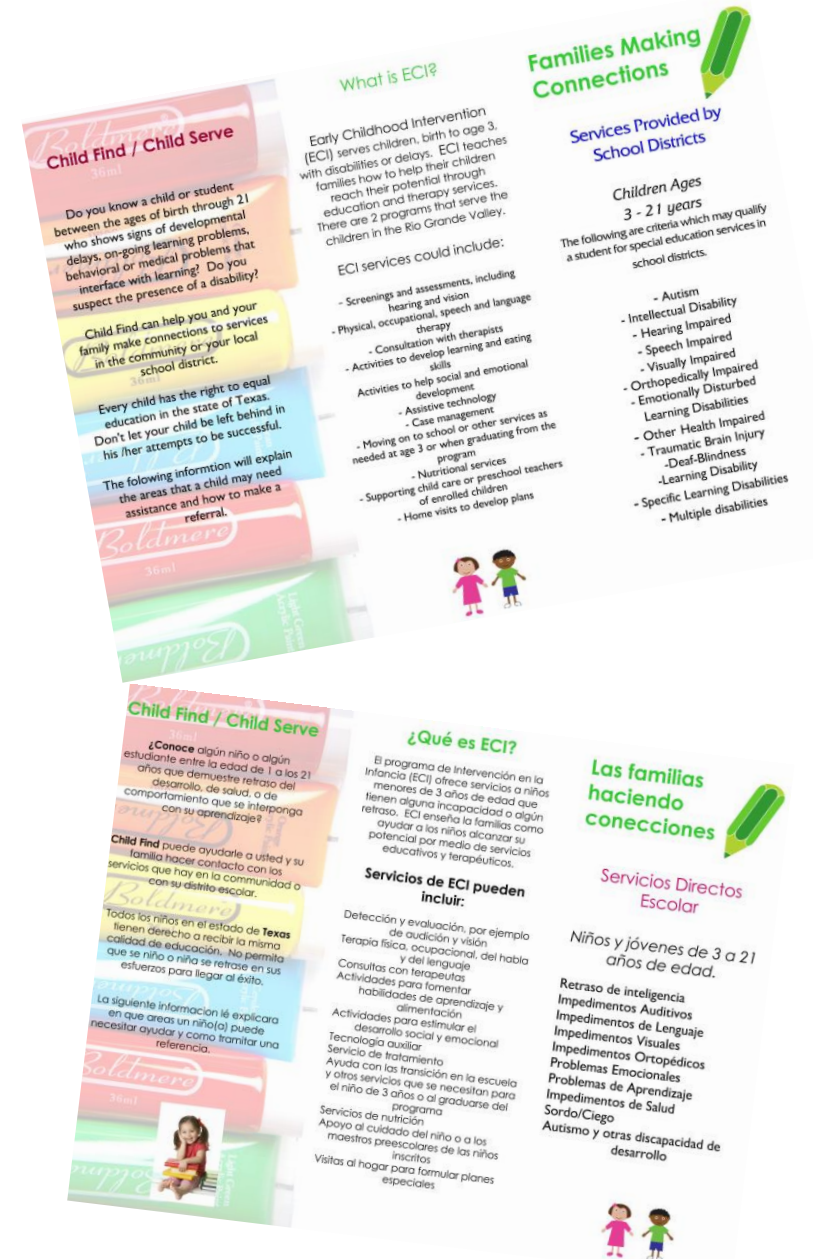 Child Find / Child Serve
Do you know a child or student
between the ages of birth through 21
who shows signs of developmental
delays, on-going learning problems,
behavioral or medical problems that
interface with learning? Do you
suspect the presence of a disability?
Child Find can help you and your
family make connections to services
in the community or your local
school district.
Every child has the right to equal
education in the state of Texas.
Don't let your child be left behind in
his /her attempts to be successful.
The folowing informtion will explain
the areas that a child may need
assistance and how to make a
referral.
Boldmere
36ml
36ml
Boldmere
36ml
Light Green
Acrylic Paint
Boldmere
What is ECI?
Early Childhood Intervention
(ECI) serves children, birth to age 3,
with disabilities or delays. ECI teaches
families how to help their children
reach their potential through
education and therapy services.
There are 2 programs that serve the
children in the Rio Grande Valley.
ECI services could include:
- Screenings and assessments, including
hearing and vision
- Physical, occupational, speech and language
therapy
- Consultation with therapists
- Activities to develop learning and eating
skills
Activities to help social and emotional
development
- Assistive technology
- Case management
- Moving on to school or other services as
needed at age 3 or when graduating from the
program
- Nutritional services
- Supporting child care or preschool teachers
of enrolled children
- Home visits to develop plans
Families Making
Connections
Services Provided by
School Districts
Children Ages
3 - 21 years
The following are criteria which may qualify
a student for special education services in
school districts.
- Autism
- Intellectual Disability
- Hearing Impaired
- Speech Impaired
- Visually Impaired
- Orthopedically Impaired
- Emotionally Disturbed
Learning Disabilities
- Other Health Impaired
- Traumatic Brain Injury
-Deaf-Blindness
-Learning Disability
- Specific Learning Disabilities
- Multiple disabilities
Child Find / Child Serve
36ml
¿Conoce algún niño o algún
estudiante entre la edad de 1 a los 21
años que demuestre retraso del
desarrollo, de salud, o de
comportamiento que se interponga
con su aprendizaje?
Child Find puede ayudarle a usted y su
familia hacer contacto con los
servicios que hay en la comunidad o
con su distrito escolar.
Boldmere
Todos los niños en el estado de Texas
tienen derecho a recibir la misma
calidad de educación. No permita
que se niño o niña se retrase en sus
esfuerzos para llegar al éxito.
La siguiente informacion lé explicara
en que areas un niño(a) puede
necesitar ayudar y como tramitar una
referencia.
Boldmere
36ml
Light Green
¿Qué es ECI?
El programa de Intervención en la
Infancia (ECI) ofrece servicios a niños
menores de 3 años de edad que
tienen alguna incapacidad o algún
retraso. ECI enseña la familias como
ayudar a los niños alcanzar su
potencial por medio de servicios
educativos y terapéuticos.
Servicios de ECI pueden
incluir:
Detección y evaluación, por ejemplo
de audición y visión
Terapia física, ocupacional, del habla
y del lenguaje
Consultas con terapeutas
Actividades para fomentar
habilidades de aprendizaje y
alimentación
Actividades para estimular el
desarrollo social y emocional
Tecnología auxiliar
Servicio de tratamiento
Ayuda con las transición en la escuela
y otros servicios que se necesitan para
el niño de 3 años o al graduarse del
programa
Servicios de nutrición
Apoyo al cuidado del niño o a los
maestros preescolares de las niños
inscritos
Visitas al hogar para formular planes
especiales
Las familias
haciendo
conecciones
Servicios Directos
Escolar
Niños y jóvenes de 3 a 21
años de edad.
Retraso de inteligencia
Impedimentos Auditivos
Impedimentos de Lenguaje
Impedimentos Visuales
Impedimentos Ortopédicos
Problemas Emocionales
Problemas de Aprendizaje
Impedimentos de Salud
Sordo/Ciego
Autismo y otras discapacidad de
desarrollo